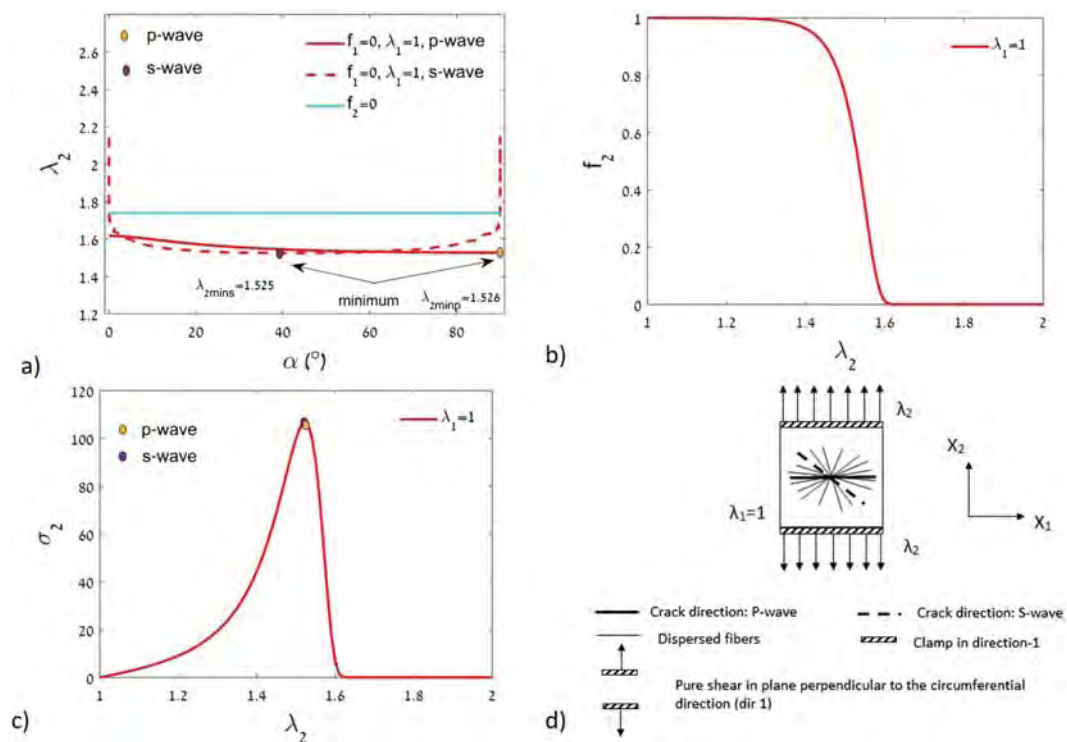 2.6
2.4
2.2
2
1.8
1.6
1.4
1.2
λ2
p-wave
s-wave
f1=0, λ1=1, p-wave
f1=0, λ1=1, s-wave
f2=0
λ2mins=1.525
minimum
λ2minp=1.526
0 20 40 60 80
α (°)
a)
1
0.8
0.6
0.4
0.2
0
f2
λ1=1
1 1.2 1.4 1.6 1.8 2
λ2
b)
120
100
80
60
40
20
0
σ2
p-wave
s-wave
λ1=1
1 1.2 1.4 1.6 1.8 2
λ2
c)
λ2
X2
λ1=1
X1
λ2
Crack direction: P-wave
Crack direction: S-wave
Dispersed fibers
Clamp in direction-1
Pure shear in plane perpendicular to the circumferential
direction (dir 1)
d)